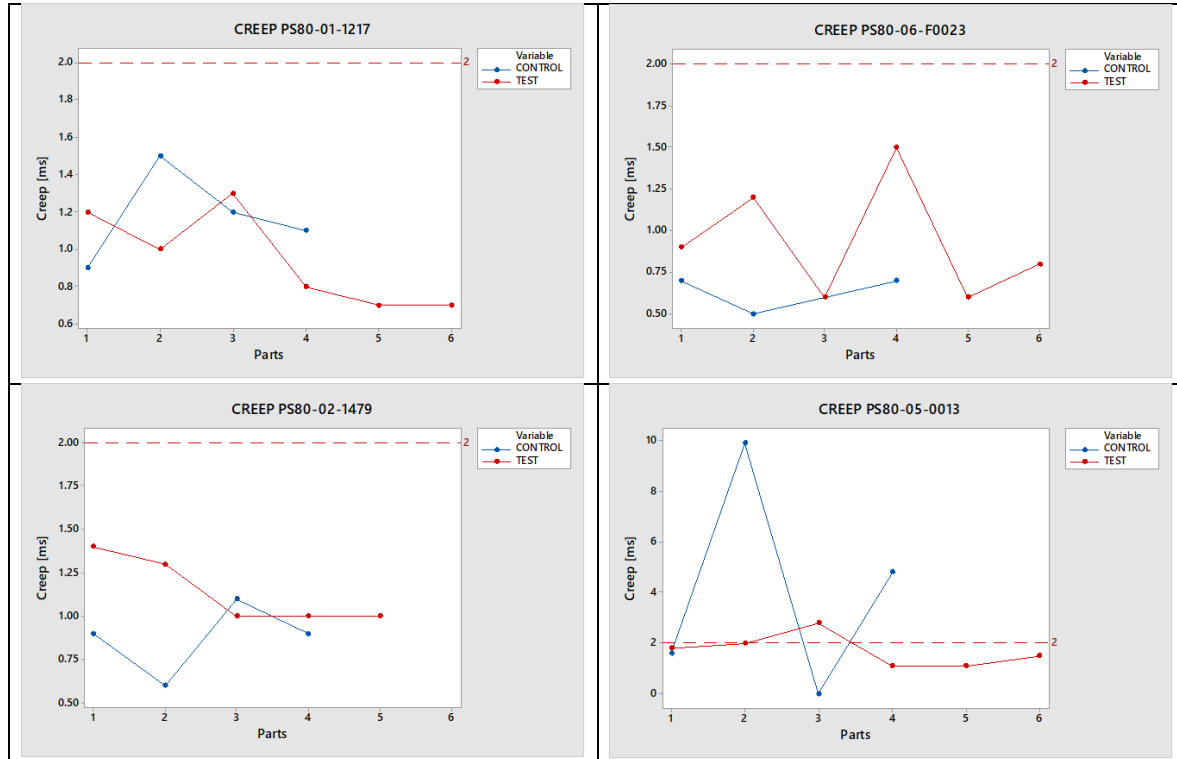 CREEP PS80-01-1217
Variable
CONTROL
TEST
2.0
1.8
1.6
1.4
1.2
1.0
0.8
0.6
2
Creep [ms]
1 2 3 4 5 6
Parts
CREEP PS80-06-F0023
Variable
CONTROL
TEST
2.00
1.75
1.50
1.25
1.00
0.75
0.50
2
Creep [ms]
1 2 3 4 5 6
Parts
CREEP PS80-02-1479
Variable
CONTROL
TEST
2.00
1.75
1.50
1.25
1.00
0.75
0.50
2
Creep [ms]
1 2 3 4 5 6
Parts
CREEP PS80-05-0013
Variable
CONTROL
TEST
10
8
6
4
2
0
2
Creep [ms]
1 2 3 4 5 6
Parts